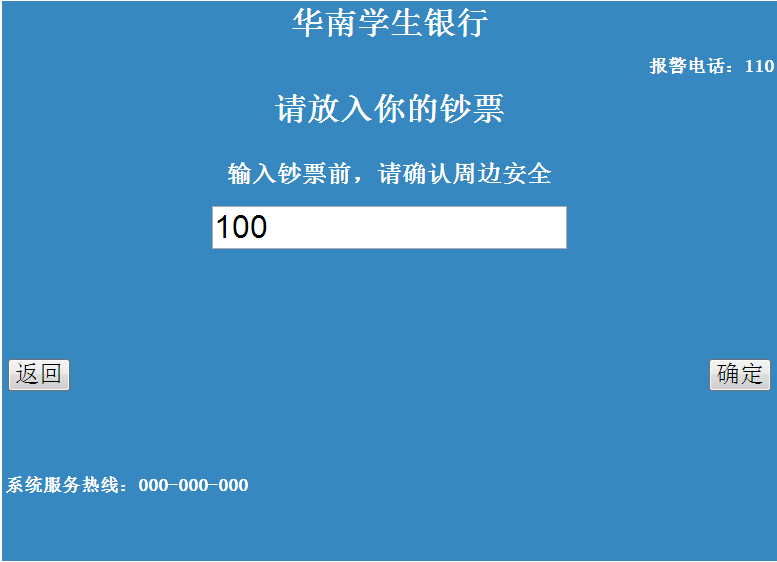 华南学生银行
报警电话：110
请放入你的钞票
输入钞票前，请确认周边安全
100
返回
确定
系统服务热线：000-000-000